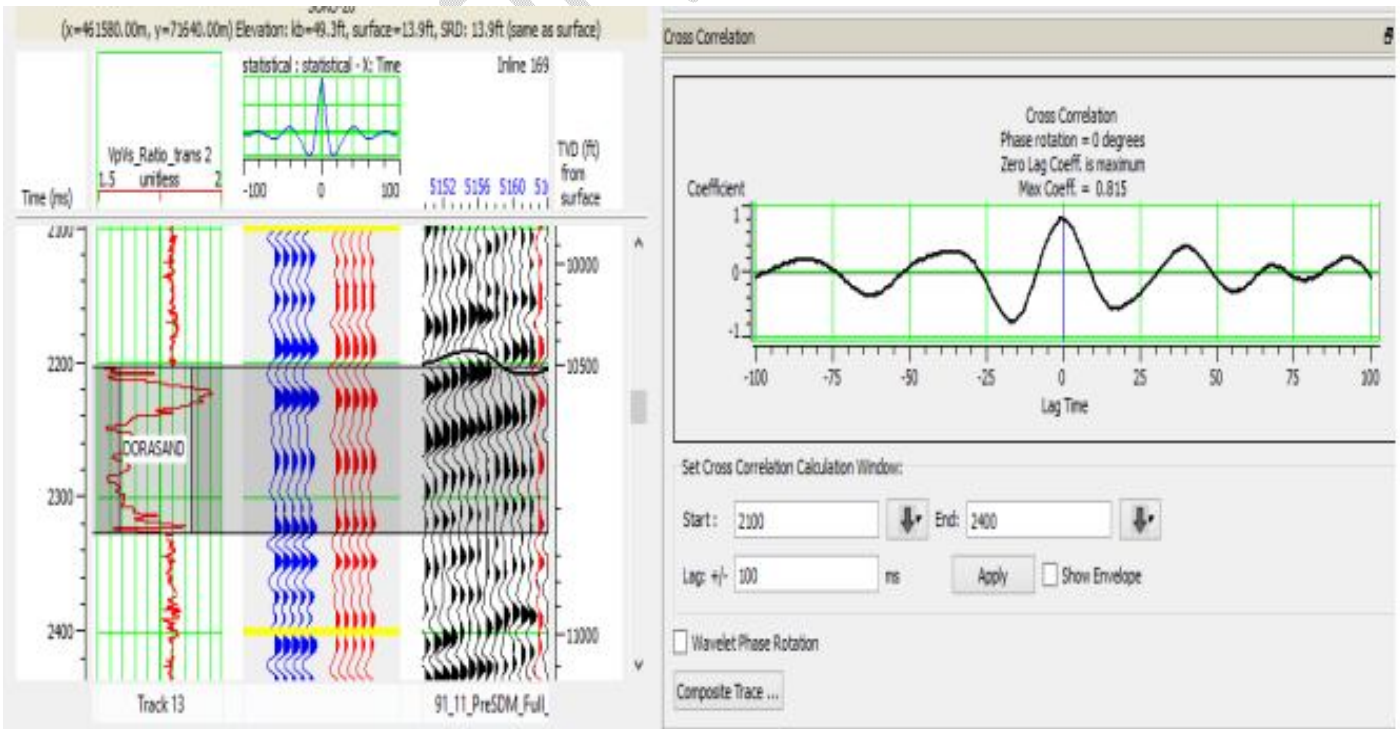 (x=461580.00m, y=71640.00m) Elevation: kb=49.3ft, surface=13.9ft, SRD: 13.9ft (same as surface)
statistical : statistical - X: Time
Inline 169
VpVs_Ratio_trans 2
1.5 unitless 2
-100 0 100
5152 5156 5160
TVD (ft)
from
surface
Time (ms)
2100
2200
2300
2400
DORASAND
10000
10500
11000
Track 13
91_11_PreSDM_Full_
Cross Correlation
Cross Correlation
Phase rotation = 0 degrees
Zero Lag Coeff. is maximum
Max Coeff. = 0.815
Coefficient
1
0
-1
-100 -75 -50 -25 0 25 50 75 100
Lag Time
Set Cross Correlation Calculation Window:
Start: 2100 End: 2400
Lag: +/- 100 ms Apply Show Envelope
Wavelet Phase Rotation
Composite Trace ...